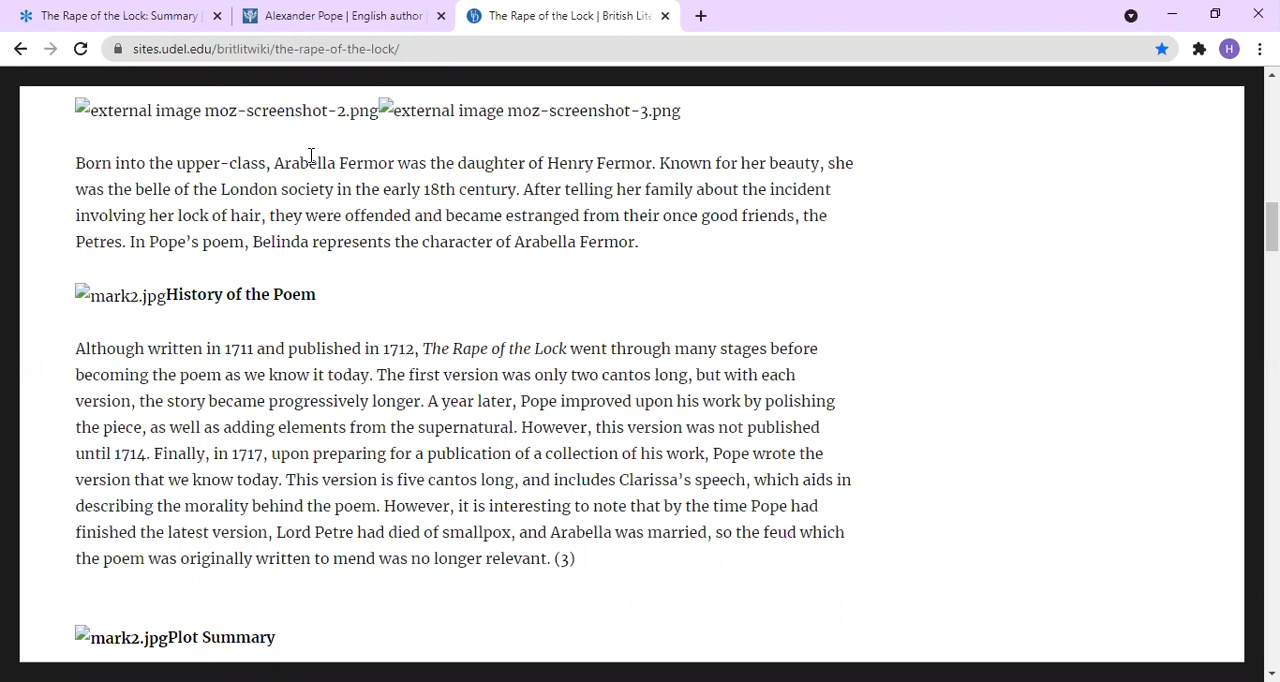 The Rape of the Lock: Summary
Alexander Pope | English author
The Rape of the Lock | British Lite
sites.udel.edu/britlitwiki/the-rape-of-the-lock/
H
external image moz-screenshot-2.png external image moz-screenshot-3.png
Born into the upper-class, Arabella Fermor was the daughter of Henry Fermor. Known for her beauty, she
was the belle of the London society in the early 18th century. After telling her family about the incident
involving her lock of hair, they were offended and became estranged from their once good friends, the
Petres. In Pope's poem, Belinda represents the character of Arabella Fermor.
mark2.jpgHistory of the Poem
Although written in 1711 and published in 1712, The Rape of the Lock went through many stages before
becoming the poem as we know it today. The first version was only two cantos long, but with each
version, the story became progressively longer. A year later, Pope improved upon his work by polishing
the piece, as well as adding elements from the supernatural. However, this version was not published
until 1714. Finally, in 1717, upon preparing for a publication of a collection of his work, Pope wrote the
version that we know today. This version is five cantos long, and includes Clarissa's speech, which aids in
describing the morality behind the poem. However, it is interesting to note that by the time Pope had
finished the latest version, Lord Petre had died of smallpox, and Arabella was married, so the feud which
the poem was originally written to mend was no longer relevant. (3)
mark2.jpgPlot Summary